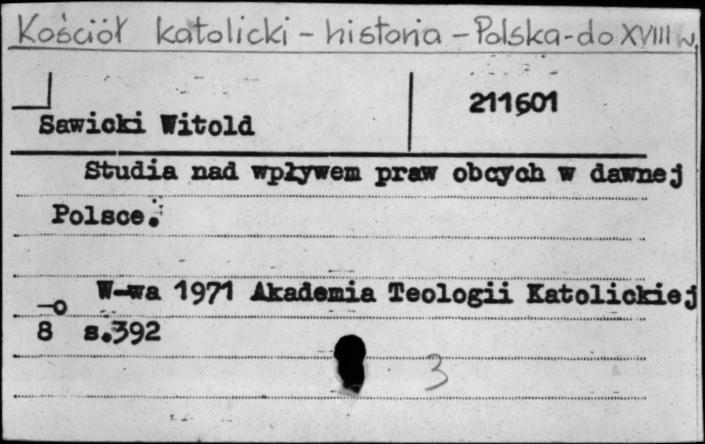 Kościół katolicki - historia - Polska - do XVIII w.
211601
Sawicki Witold
Studia nad wpływem praw obcych w dawnej
Polsce.
W-wa 1971 Akademia Teologii Katolickiej
8° s.392
3